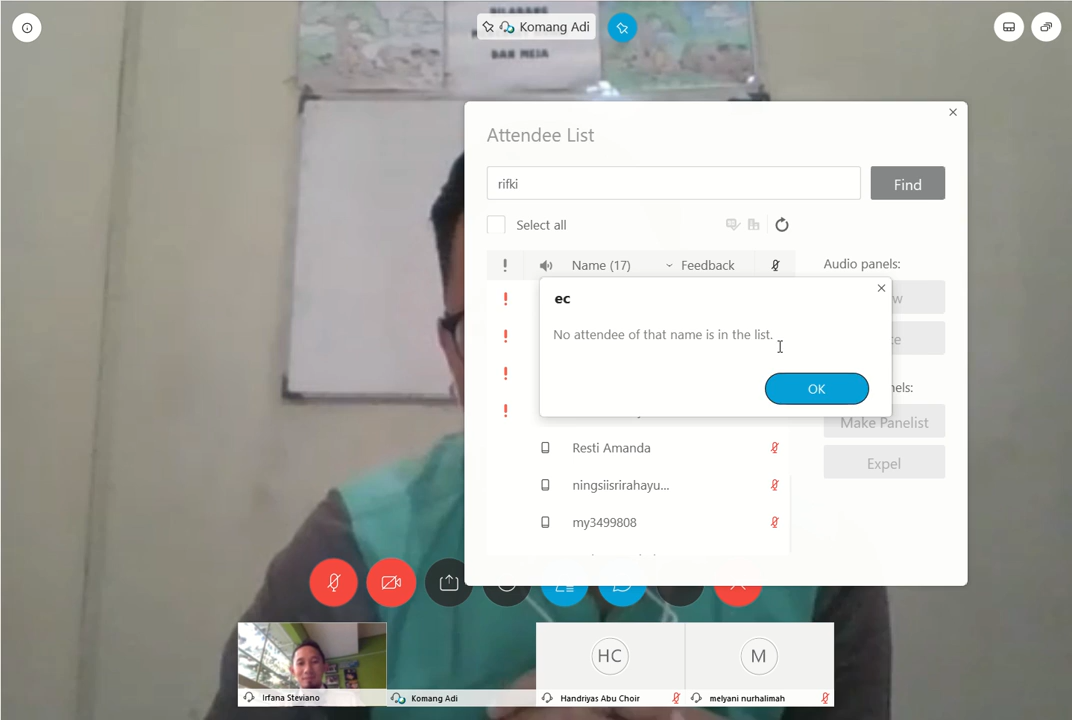 Komang Adi
DAN MEJA
Attendee List
rifki
Find
Select all
Name (17)
Feedback
Audio panels:
ec
No attendee of that name is in the list.
OK
Make Panelist
Expel
Resti Amanda
ningsiisrirahayu...
my3499808
HC
M
Irfana Steviano
Komang Adi
Handriyas Abu Choir
melyani nurhalimah